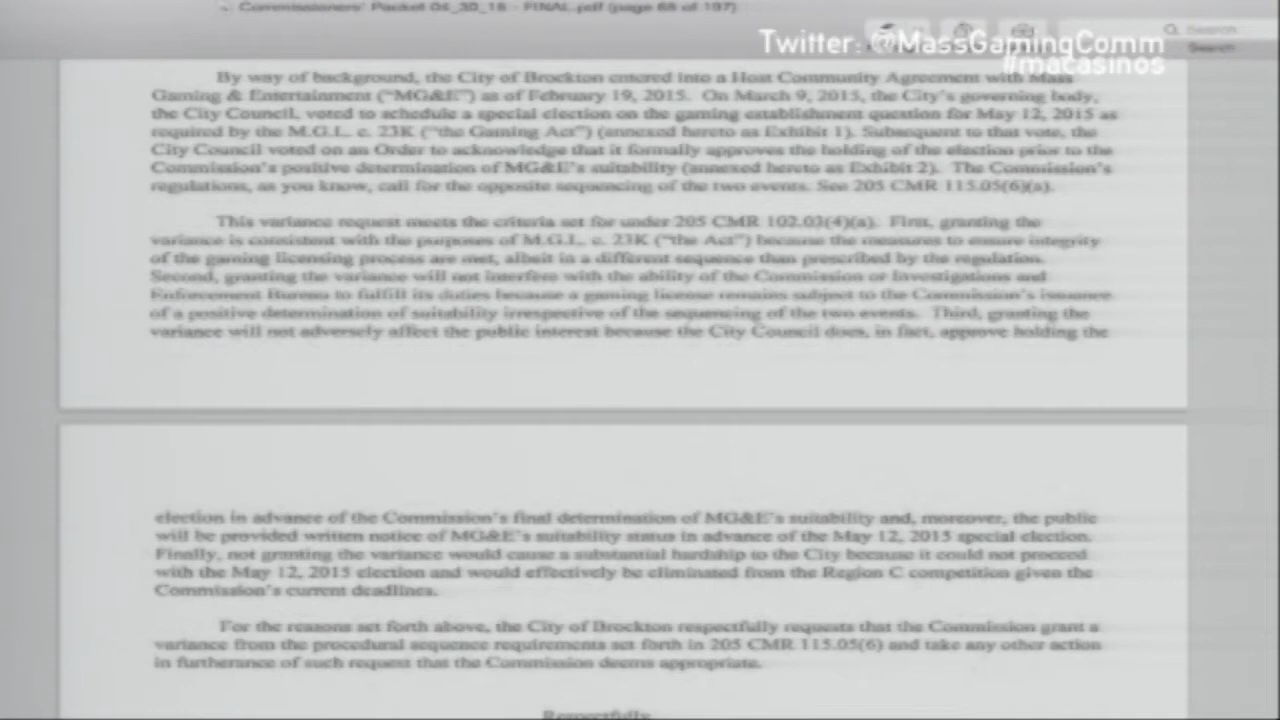 Commissioners' Packet 04_30_15 - FINAL.pdf (page 68 of 197)
Twitter: @MassGamingComm
#macasinos
Search
Search
By way of background, the City of Brockton entered into a Host Community Agreement with Mass
Gaming & Entertainment ("MG&E") as of February 19, 2015. On March 9, 2015, the City's governing body,
the City Council, voted to schedule a special election on the gaming establishment question for May 12, 2015 as
required by the M.G.L. c. 23K ("the Gaming Act") (annexed hereto as Exhibit 1). Subsequent to that vote, the
City Council voted on an Order to acknowledge that it formally approves the holding of the election prior to the
Commission's positive determination of MG&E's suitability (annexed hereto as Exhibit 2). The Commission's
regulations, as you know, call for the opposite sequencing of the two events. See 205 CMR 115.05(6)(a).
This variance request meets the criteria set for under 205 CMR 102.03(4)(a). First, granting the
variance is consistent with the purposes of M.G.L. c. 23K ("the Act") because the measures to ensure integrity
of the gaming licensing process are met, albeit in a different sequence than prescribed by the regulation.
Second, granting the variance will not interfere with the ability of the Commission or Investigations and
Enforcement Bureau to fulfill its duties because a gaming license remains subject to the Commission's issuance
of a positive determination of suitability irrespective of the sequencing of the two events. Third, granting the
variance will not adversely affect the public interest because the City Council does, in fact, approve holding the
election in advance of the Commission's final determination of MG&E's suitability and, moreover, the public
will be provided written notice of MG&E's suitability status in advance of the May 12, 2015 special election.
Finally, not granting the variance would cause a substantial hardship to the City because it could not proceed
with the May 12, 2015 election and would effectively be eliminated from the Region C competition given the
Commission's current deadlines.
For the reasons set forth above, the City of Brockton respectfully requests that the Commission grant a
variance from the procedural sequence requirements set forth in 205 CMR 115.05(6) and take any other action
in furtherance of such request that the Commission deems appropriate.
Respectfully,